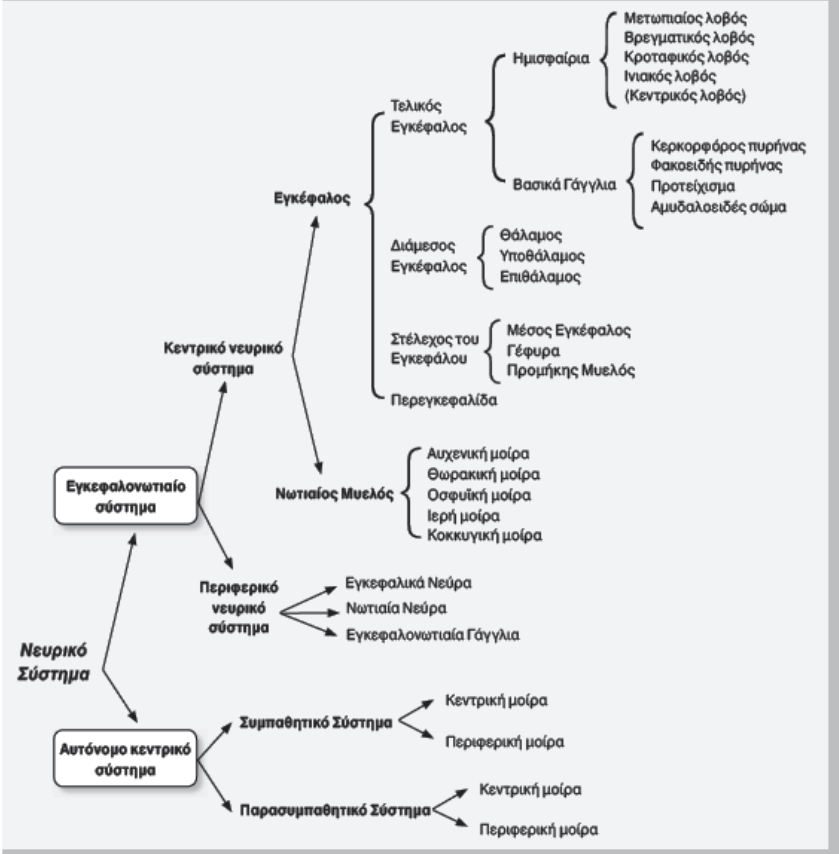 Μετωπιαίος λοβός
Βρεγματικός λοβός
Κροταφικός λοβός
Ινιακός λοβός
(Κεντρικός λοβός)
Ημισφαίρια
Τελικός
Εγκέφαλος
Κερκορφόρος πυρήνας
Φακοειδής πυρήνας
Προτείχισμα
Αμυδαλοειδές σώμα
Βασικά Γάγγλια
Εγκέφαλος
Διάμεσος
Εγκέφαλος
Θάλαμος
Υποθάλαμος
Επιθάλαμος
Στέλεχος του
Εγκεφάλου
Μέσος Εγκέφαλος
Γέφυρα
Προμήκης Μυελός
Περεγκεφαλίδα
Κεντρικό νευρικό
σύστημα
Νωτιαίος Μυελός
Αυχενική μοίρα
Θωρακική μοίρα
Οσφυϊκή μοίρα
Ιερή μοίρα
Κοκκυγική μοίρα
Εγκεφαλονωτιαίο
σύστημα
Περιφερικό
νευρικό
σύστημα
Εγκεφαλικά Νεύρα
Νωτιαία Νεύρα
Εγκεφαλονωτιαία Γάγγλια
Νευρικό
Σύστημα
Αυτόνομο κεντρικό
σύστημα
Συμπαθητικό Σύστημα
Κεντρική μοίρα
Περιφερική μοίρα
Παρασυμπαθητικό Σύστημα
Κεντρική μοίρα
Περιφερική μοίρα